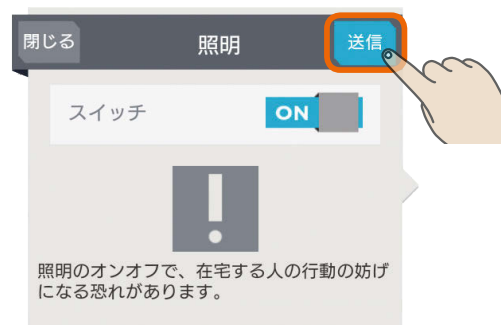 閉じる 照明 送信
スイッチ ON
照明のオンオフで、在宅する人の行動の妨げ
になる恐れがあります。